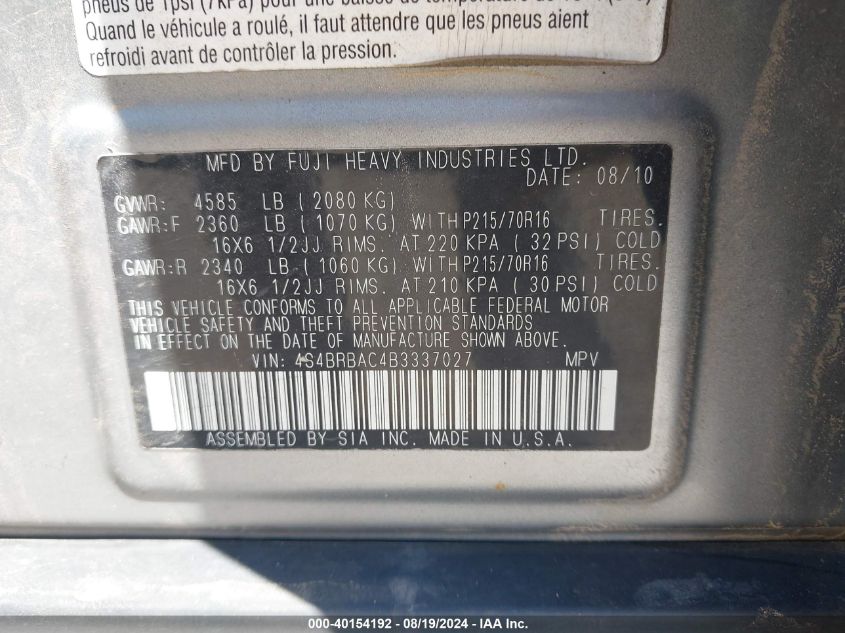 pneus de 1psi (7kPa) pour une baisse de température de
Quand le véhicule a roulé, il faut attendre que les pneus aient
refroidi avant de contrôler la pression.
MFD BY FUJI HEAVY INDUSTRIES LTD.
DATE: 08/10
GVWR: 4585 LB ( 2080 KG)
GAWR:F 2360 LB ( 1070 KG) WITH P215/70R16 TIRES.
16X6 1/2JJ RIMS. AT 220 KPA ( 32 PSI) COLD
GAWR:R 2340 LB ( 1060 KG) WITH P215/70R16 TIRES.
16X6 1/2JJ RIMS. AT 210 KPA ( 30 PSI) COLD
THIS VEHICLE CONFORMS TO ALL APPLICABLE FEDERAL MOTOR
VEHICLE SAFETY AND THEFT PREVENTION STANDARDS
IN EFFECT ON THE DATE OF MANUFACTURE SHOWN ABOVE.
VIN: 4S4BRBAC4B3337027 MPV
ASSEMBLED BY SIA INC. MADE IN U.S.A.
000-40154192 - 08/19/2024 - IAA Inc.